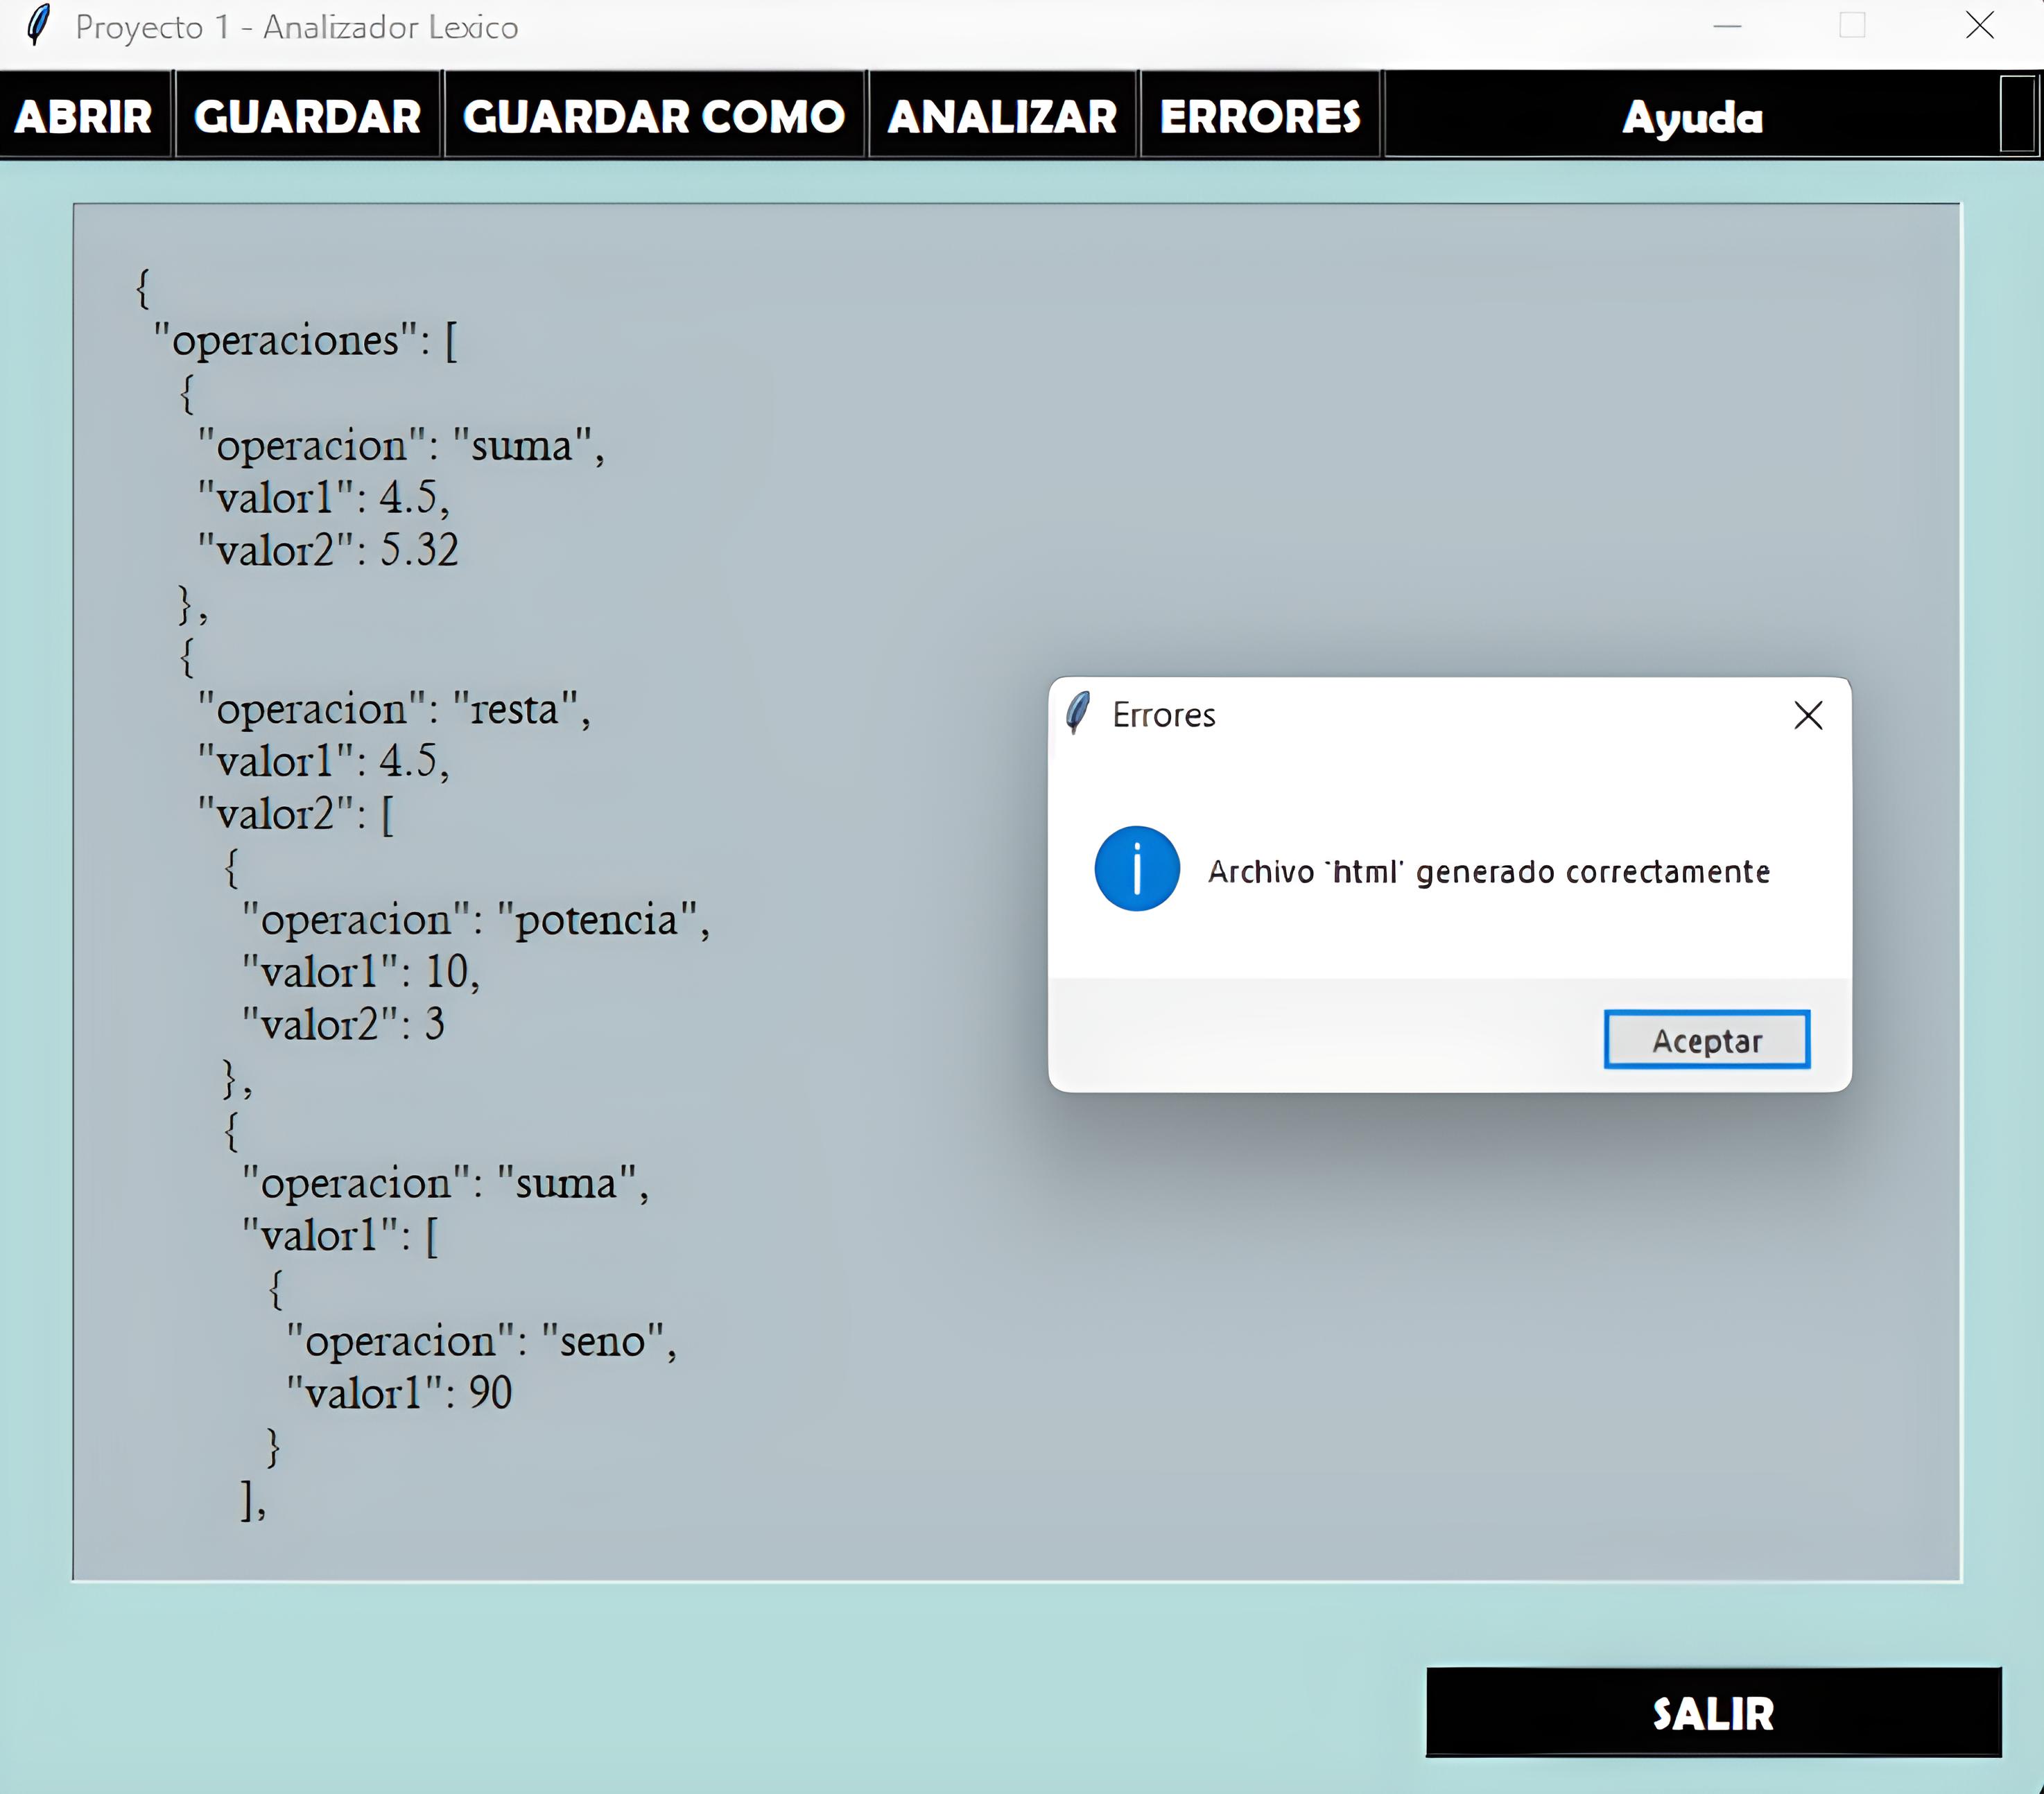 Proyecto 1 - Analizador Lexico
ABRIR GUARDAR GUARDAR COMO ANALIZAR ERRORES Ayuda
{
"operaciones": [
{
"operacion": "suma",
"valor1": 4.5,
"valor2": 5.32
},
{
"operacion": "resta",
"valor1": 4.5,
"valor2": [
{
"operacion": "potencia",
"valor1": 10,
"valor2": 3
},
{
"operacion": "suma",
"valor1": [
{
"operacion": "seno",
"valor1": 90
}
],
Errores
Archivo `html' generado correctamente
Aceptar
SALIR